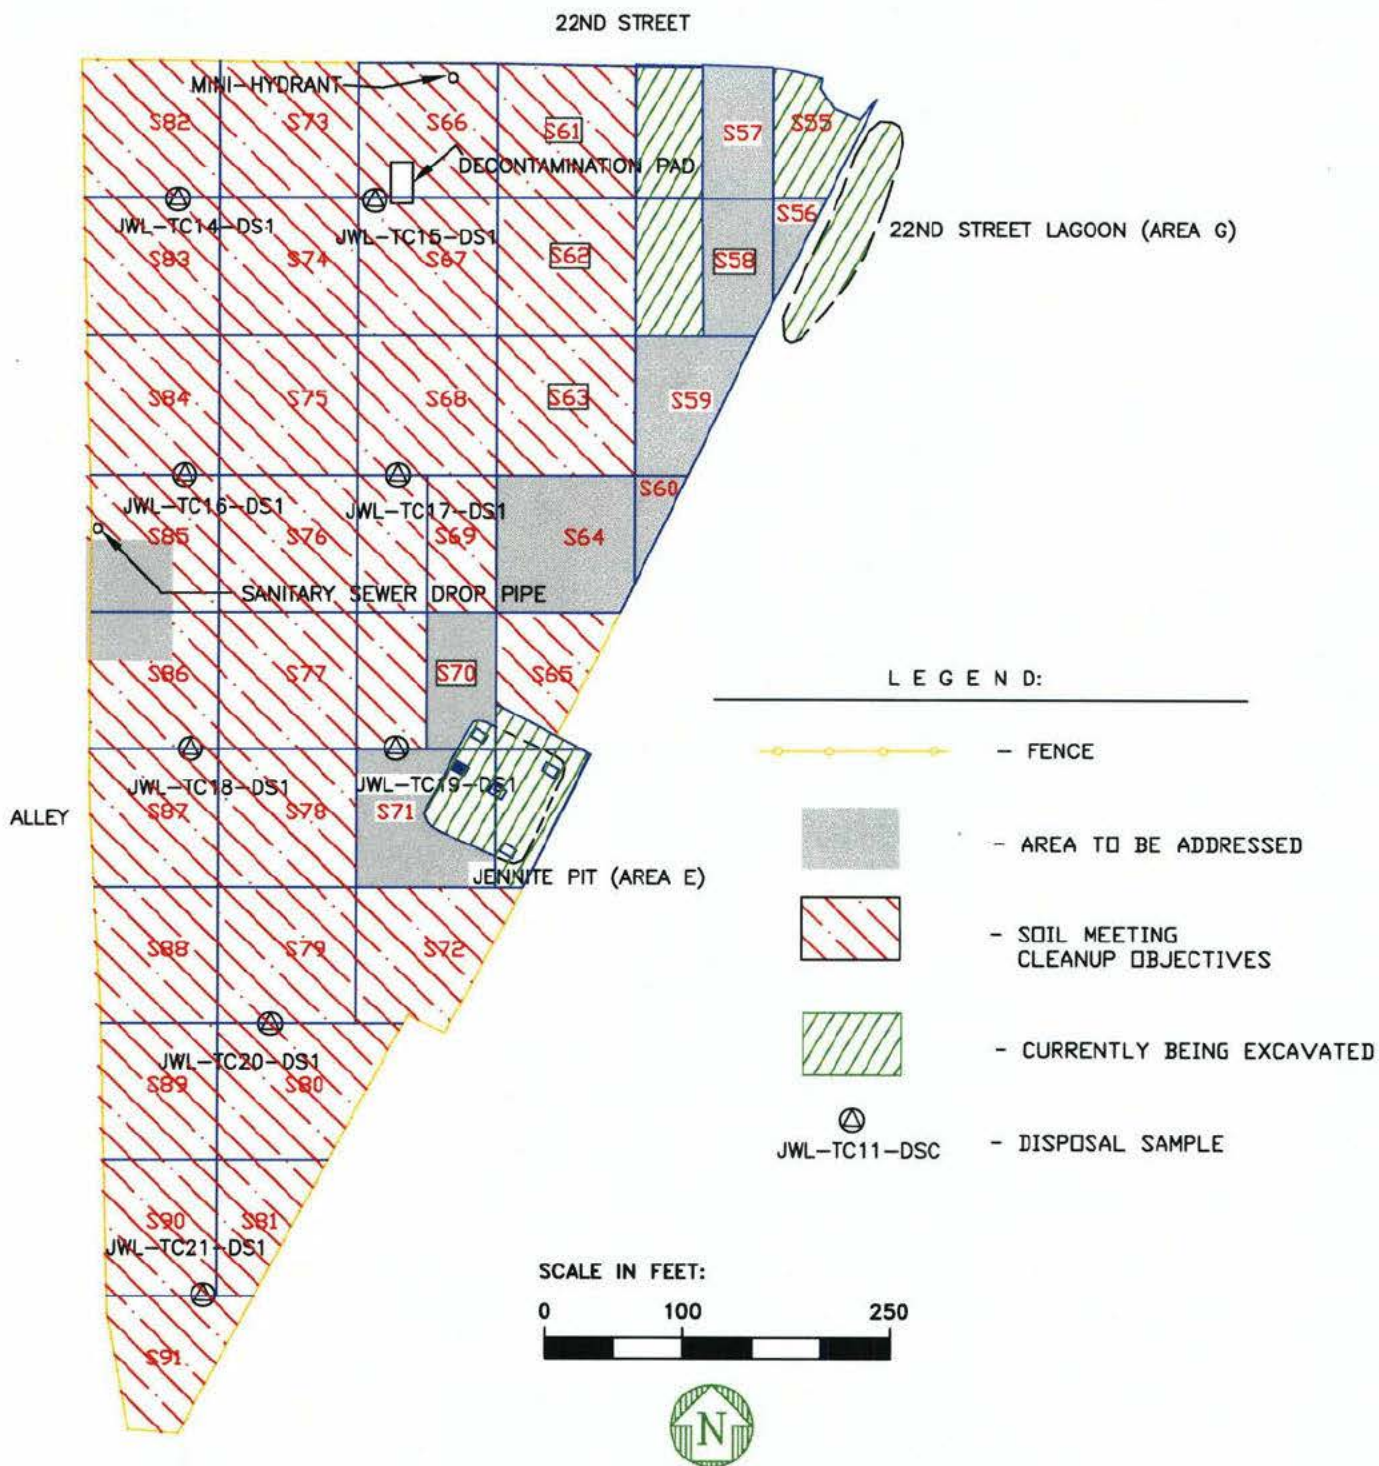 22ND STREET
MINI-HYDRANT
S82
S73
S66
S61
S57
S55
DECONTAMINATION PAD
JWL-TC14-DS1
JWL-TC15-DS1
S56
22ND STREET LAGOON (AREA G)
S83
S74
S67
S62
S58
S84
S75
S68
S63
S59
JWL-TC16-DS1
JWL-TC17-DS1
S60
S85
S76
S69
S64
SANITARY SEWER DROP PIPE
S86
S77
S70
S65
LEGEND:
- FENCE
JWL-TC18-DS1
JWL-TC19-DS1
ALLEY
S87
S78
S71
- AREA TO BE ADDRESSED
JENNITE PIT (AREA E)
S88
S79
S72
- SOIL MEETING
CLEANUP OBJECTIVES
JWL-TC20-DS1
- CURRENTLY BEING EXCAVATED
S89
S80
JWL-TC11-DSC
- DISPOSAL SAMPLE
S90
S81
JWL-TC21-DS1
SCALE IN FEET:
0 100 250
S91
N